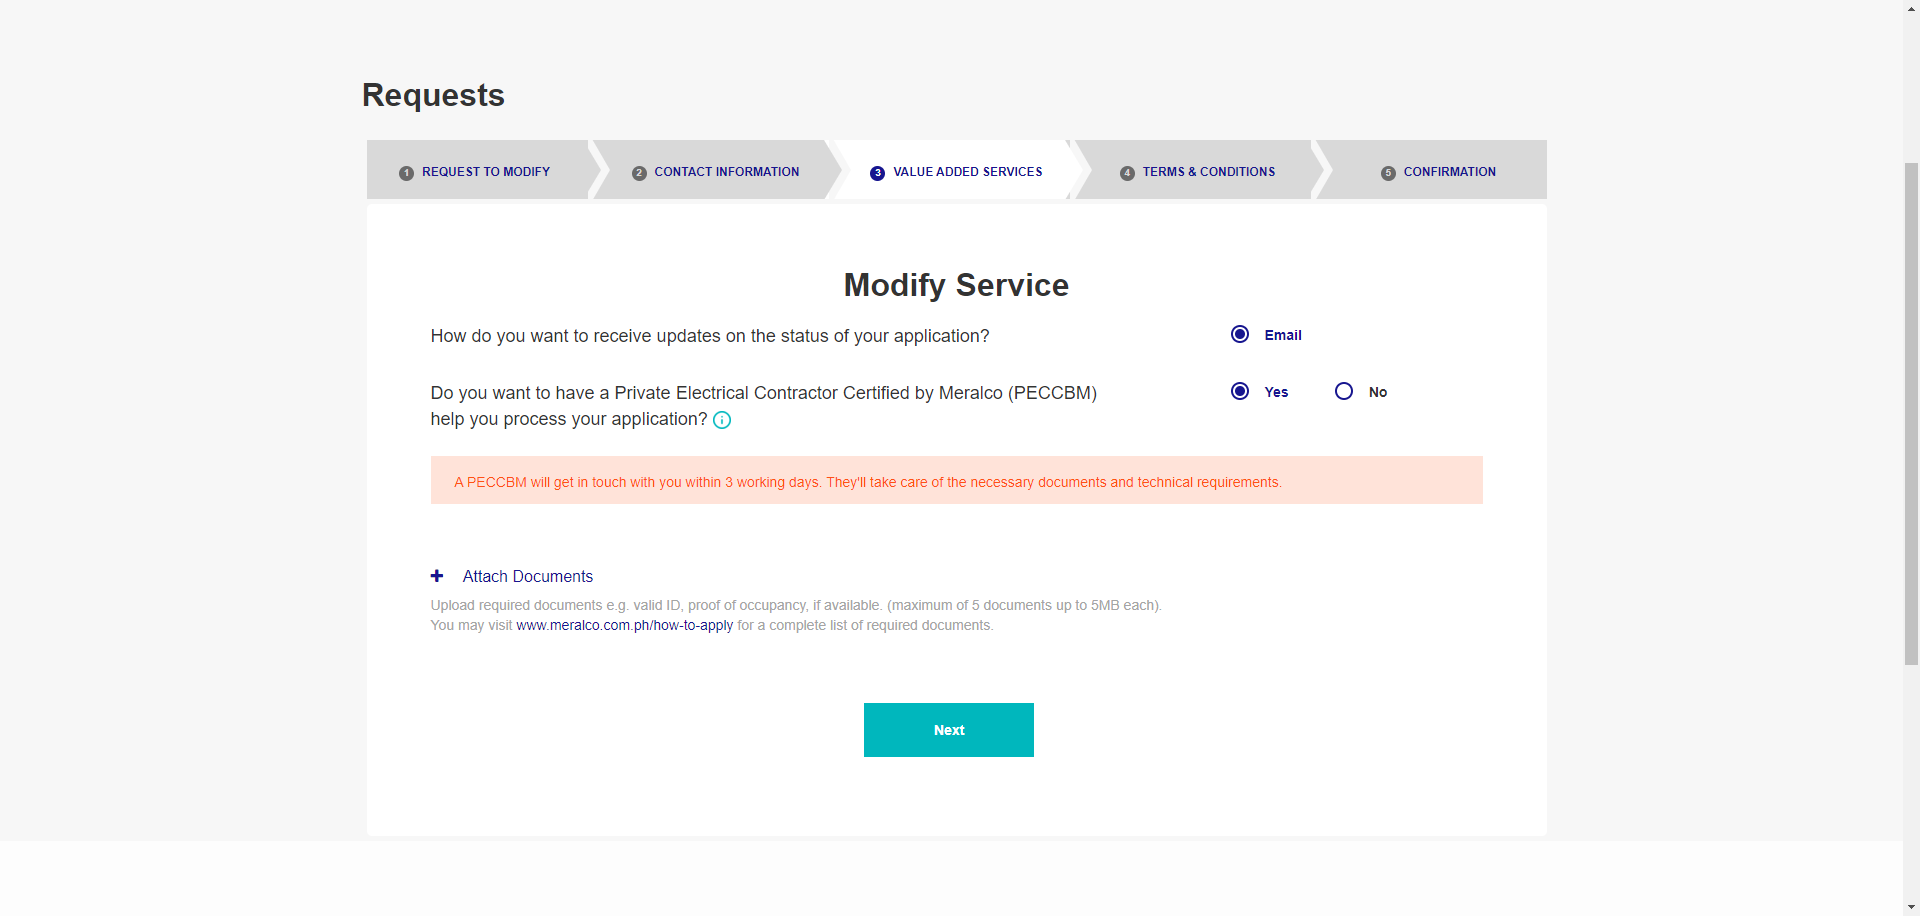 Requests
1 REQUEST TO MODIFY
2 CONTACT INFORMATION
3 VALUE ADDED SERVICES
4 TERMS & CONDITIONS
5 CONFIRMATION
Modify Service
How do you want to receive updates on the status of your application?
Email
Do you want to have a Private Electrical Contractor Certified by Meralco (PECCBM)
help you process your application?
Yes
No
A PECCBM will get in touch with you within 3 working days. They'll take care of the necessary documents and technical requirements.
Attach Documents
Upload required documents e.g. valid ID, proof of occupancy, if available. (maximum of 5 documents up to 5MB each).
You may visit www.meralco.com.ph/how-to-apply for a complete list of required documents.
Next